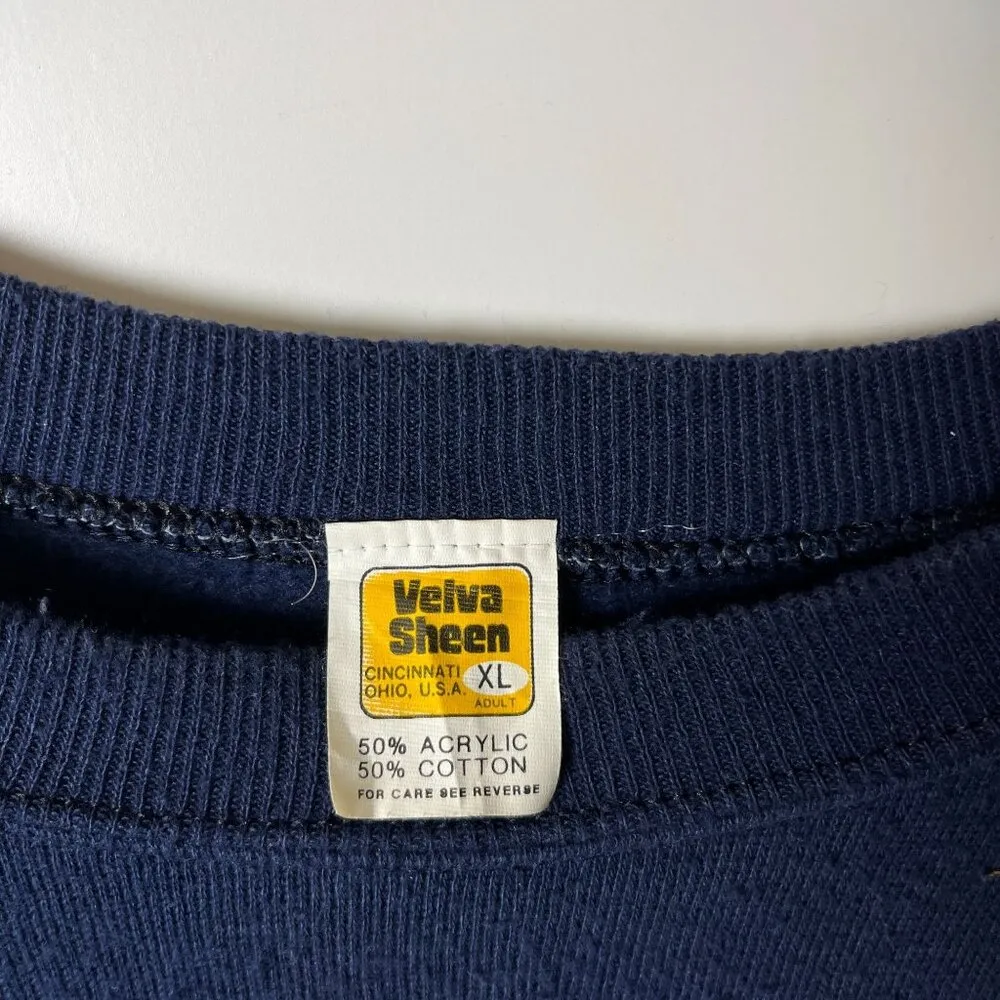 Velva
Sheen
CINCINNATI
OHIO, U.S.A.
XL
ADULT
50% ACRYLIC
50% COTTON
FOR CARE SEE REVERSE